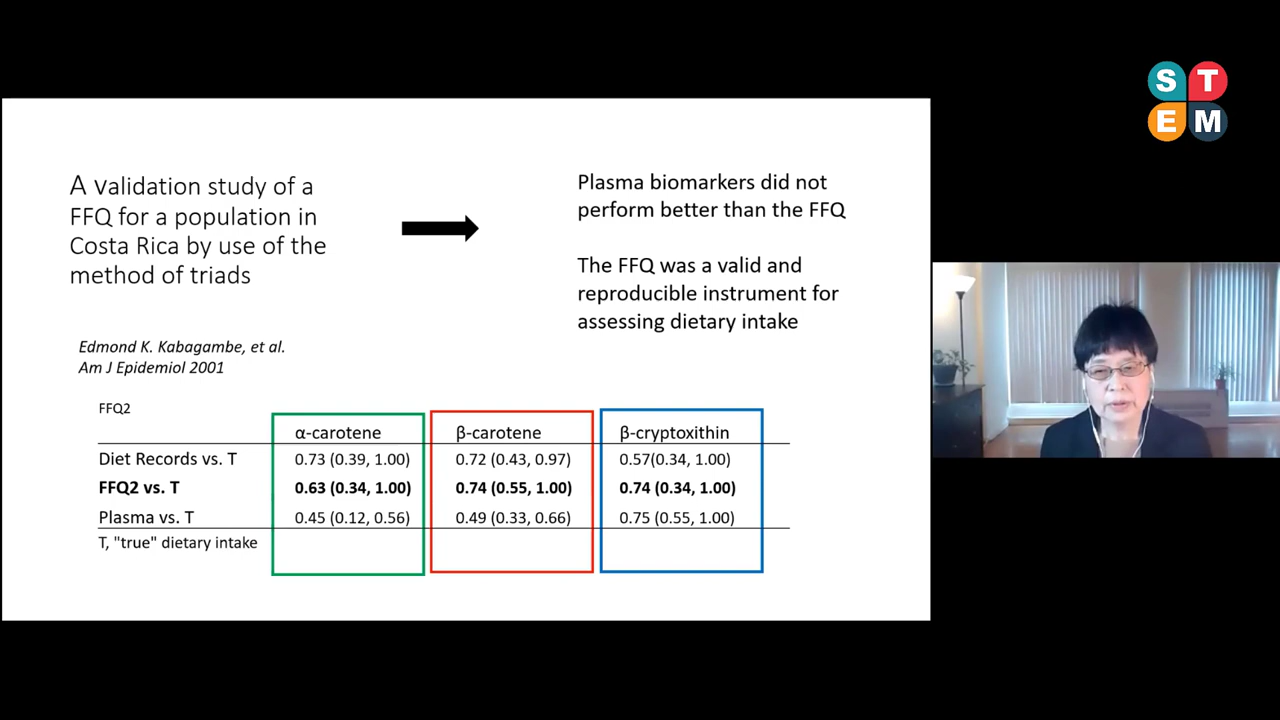 S T
E M
A validation study of a
FFQ for a population in
Costa Rica by use of the
method of triads
Plasma biomarkers did not
perform better than the FFQ
The FFQ was a valid and
reproducible instrument for
assessing dietary intake
Edmond K. Kabagambe, et al.
Am J Epidemiol 2001
FFQ2
α-carotene β-carotene β-cryptoxithin
Diet Records vs. T 0.73 (0.39, 1.00) 0.72 (0.43, 0.97) 0.57(0.34, 1.00)
FFQ2 vs. T 0.63 (0.34, 1.00) 0.74 (0.55, 1.00) 0.74 (0.34, 1.00)
Plasma vs. T 0.45 (0.12, 0.56) 0.49 (0.33, 0.66) 0.75 (0.55, 1.00)
T, "true" dietary intake